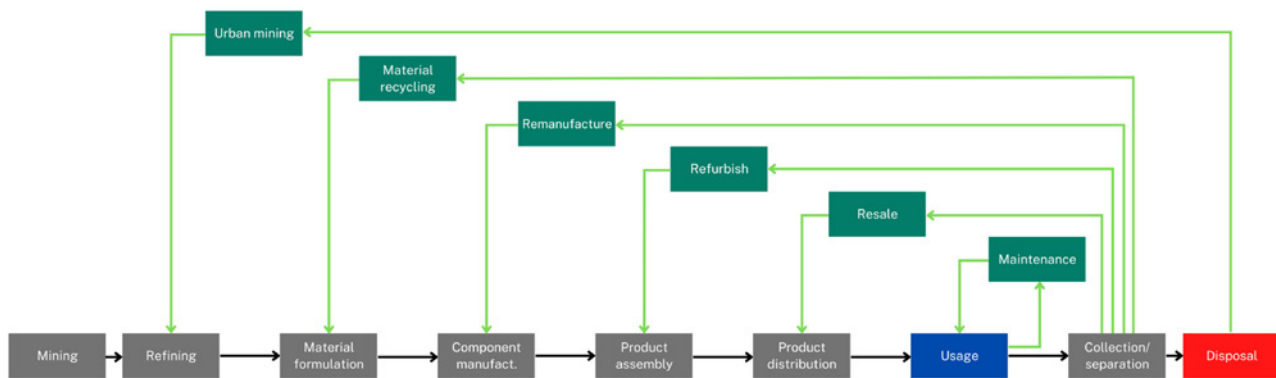 Urban mining
Material
recycling
Remanufacture
Refurbish
Resale
Maintenance
Mining
Refining
Material
formulation
Component
manufact.
Product
assembly
Product
distribution
Usage
Collection/
separation
Disposal